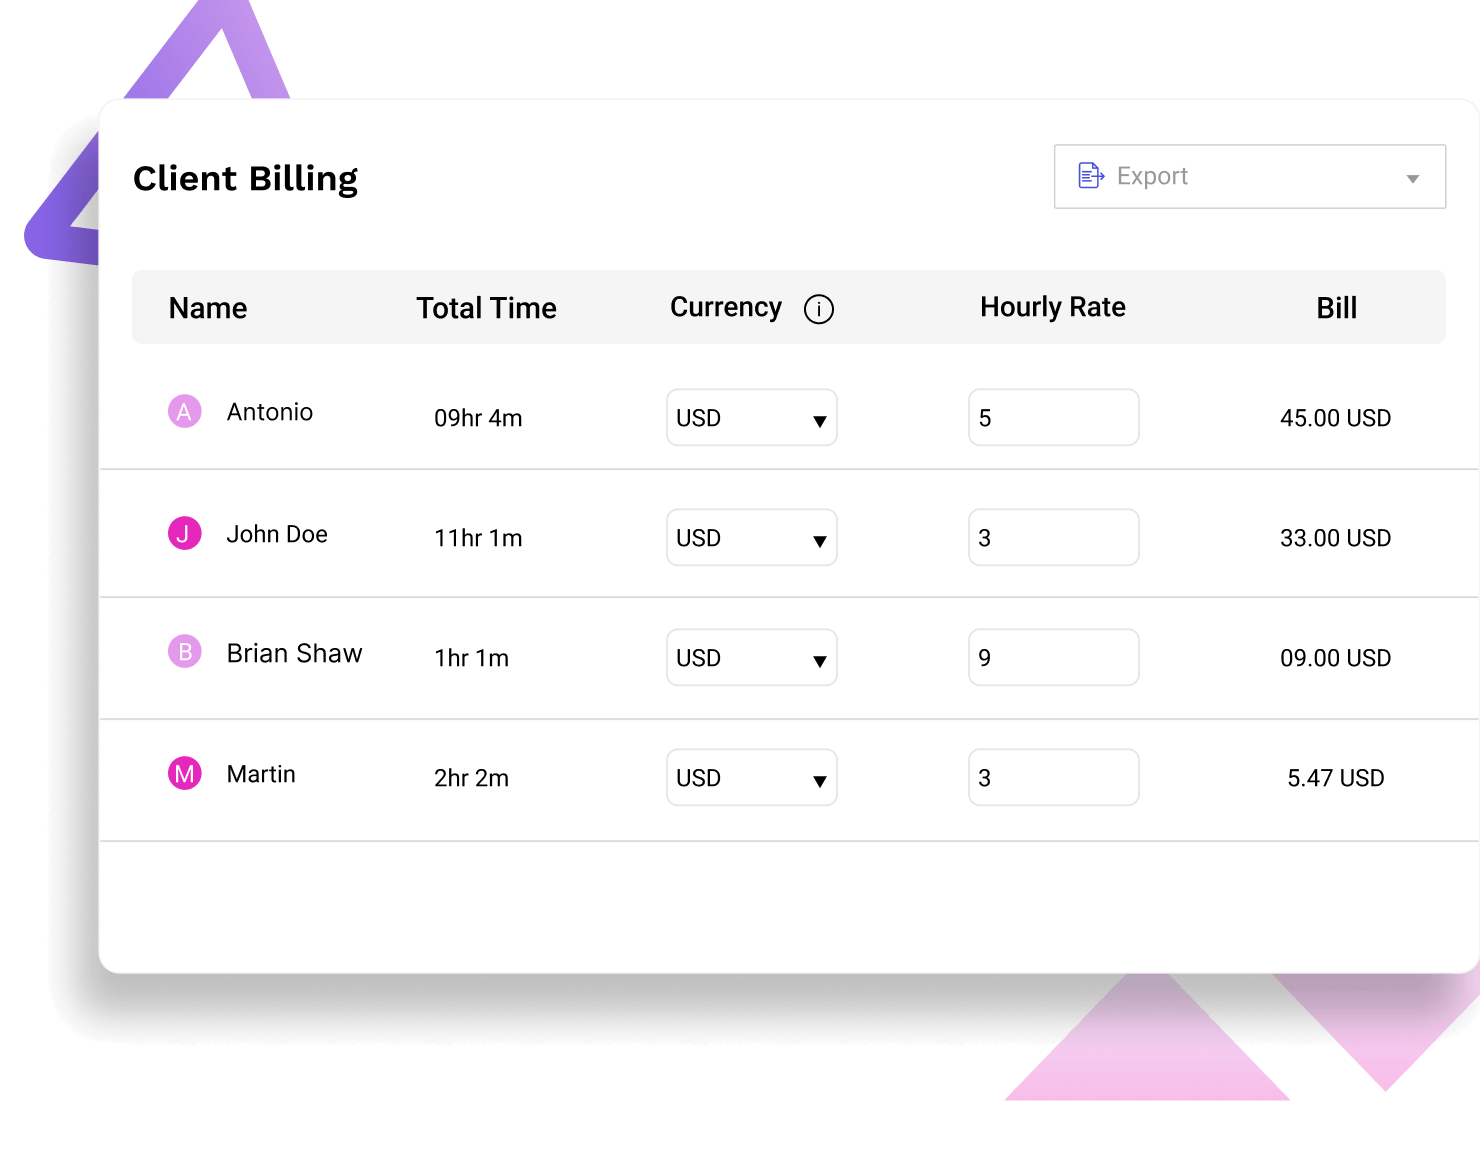 Client Billing
Export
Name Total Time Currency i Hourly Rate Bill
A Antonio 09hr 4m USD 5 45.00 USD
J John Doe 11hr 1m USD 3 33.00 USD
B Brian Shaw 1hr 1m USD 9 09.00 USD
M Martin 2hr 2m USD 3 5.47 USD